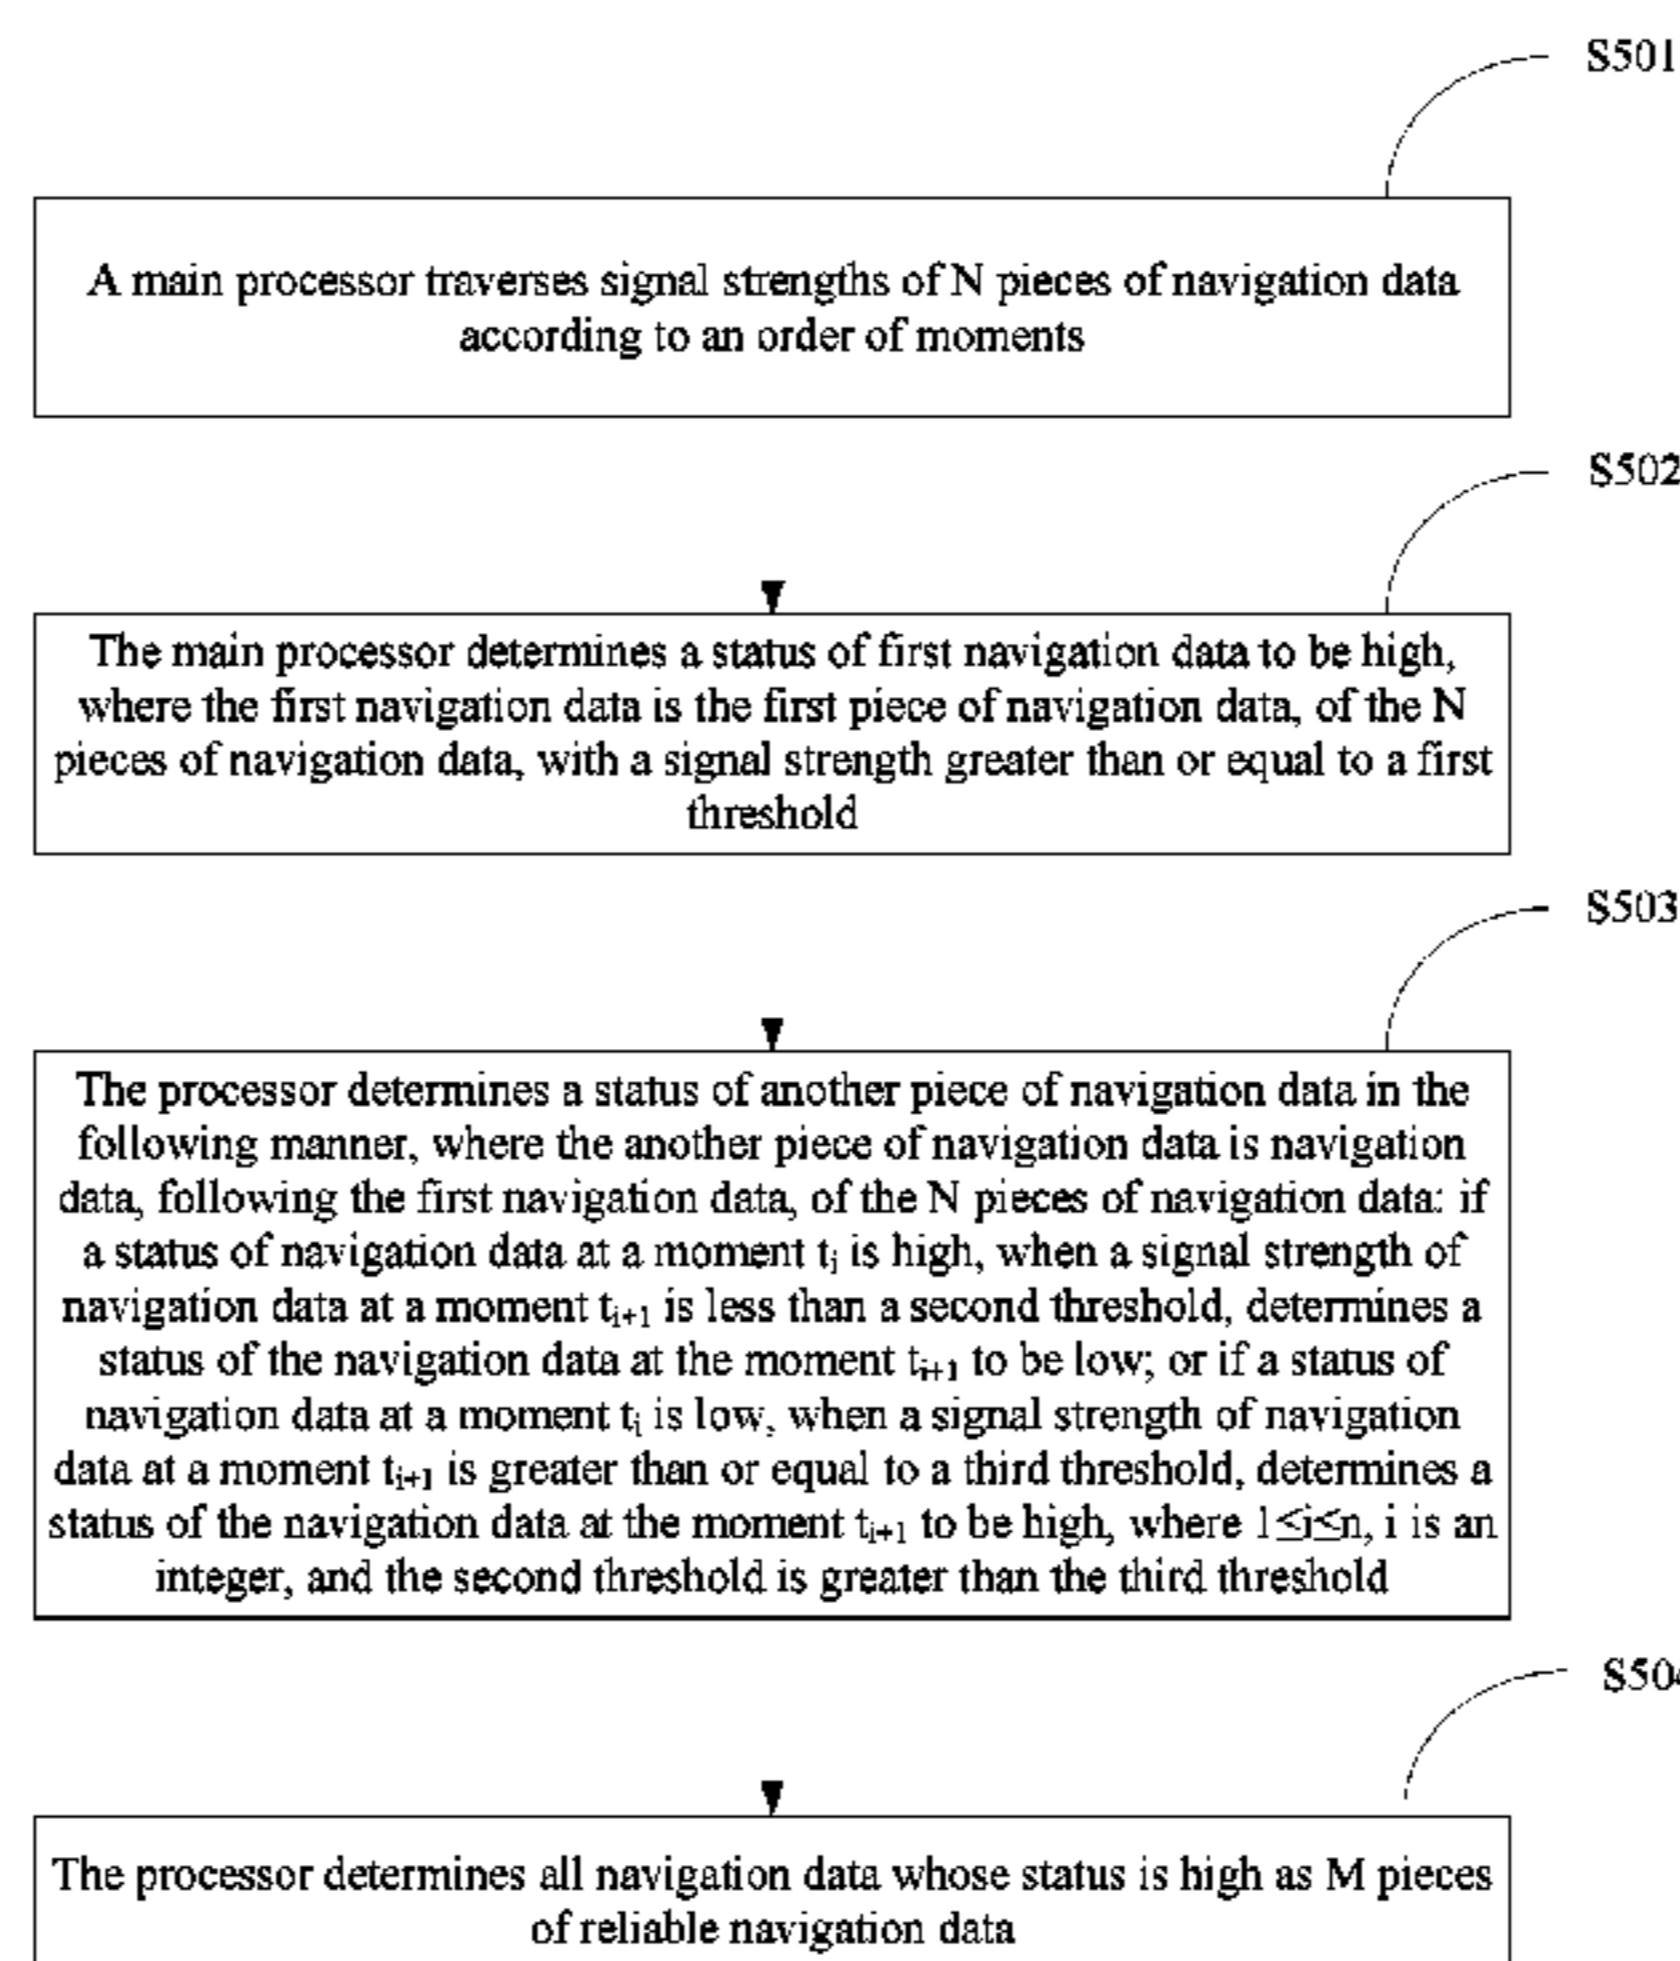 S501
A main processor traverses signal strengths of N pieces of navigation data
according to an order of moments
S502
The main processor determines a status of first navigation data to be high,
where the first navigation data is the first piece of navigation data, of the N
pieces of navigation data, with a signal strength greater than or equal to a first
threshold
S503
The processor determines a status of another piece of navigation data in the
following manner, where the another piece of navigation data is navigation
data, following the first navigation data, of the N pieces of navigation data: if
a status of navigation data at a moment tᵢ is high, when a signal strength of
navigation data at a moment tᵢ₊₁ is less than a second threshold, determines a
status of the navigation data at the moment tᵢ₊₁ to be low; or if a status of
navigation data at a moment tᵢ is low, when a signal strength of navigation
data at a moment tᵢ₊₁ is greater than or equal to a third threshold, determines a
status of the navigation data at the moment tᵢ₊₁ to be high, where 1≤i≤n, i is an
integer, and the second threshold is greater than the third threshold
The processor determines all navigation data whose status is high as M pieces
of reliable navigation data